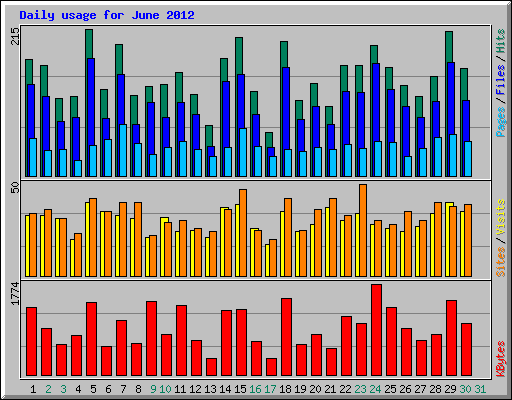 Daily usage for June 2012
215
Pages / Files / Hits
50
Sites / Visits
1774
KBytes
1 2 3 4 5 6 7 8 9 10 11 12 13 14 15 16 17 18 19 20 21 22 23 24 25 26 27 28 29 30 31